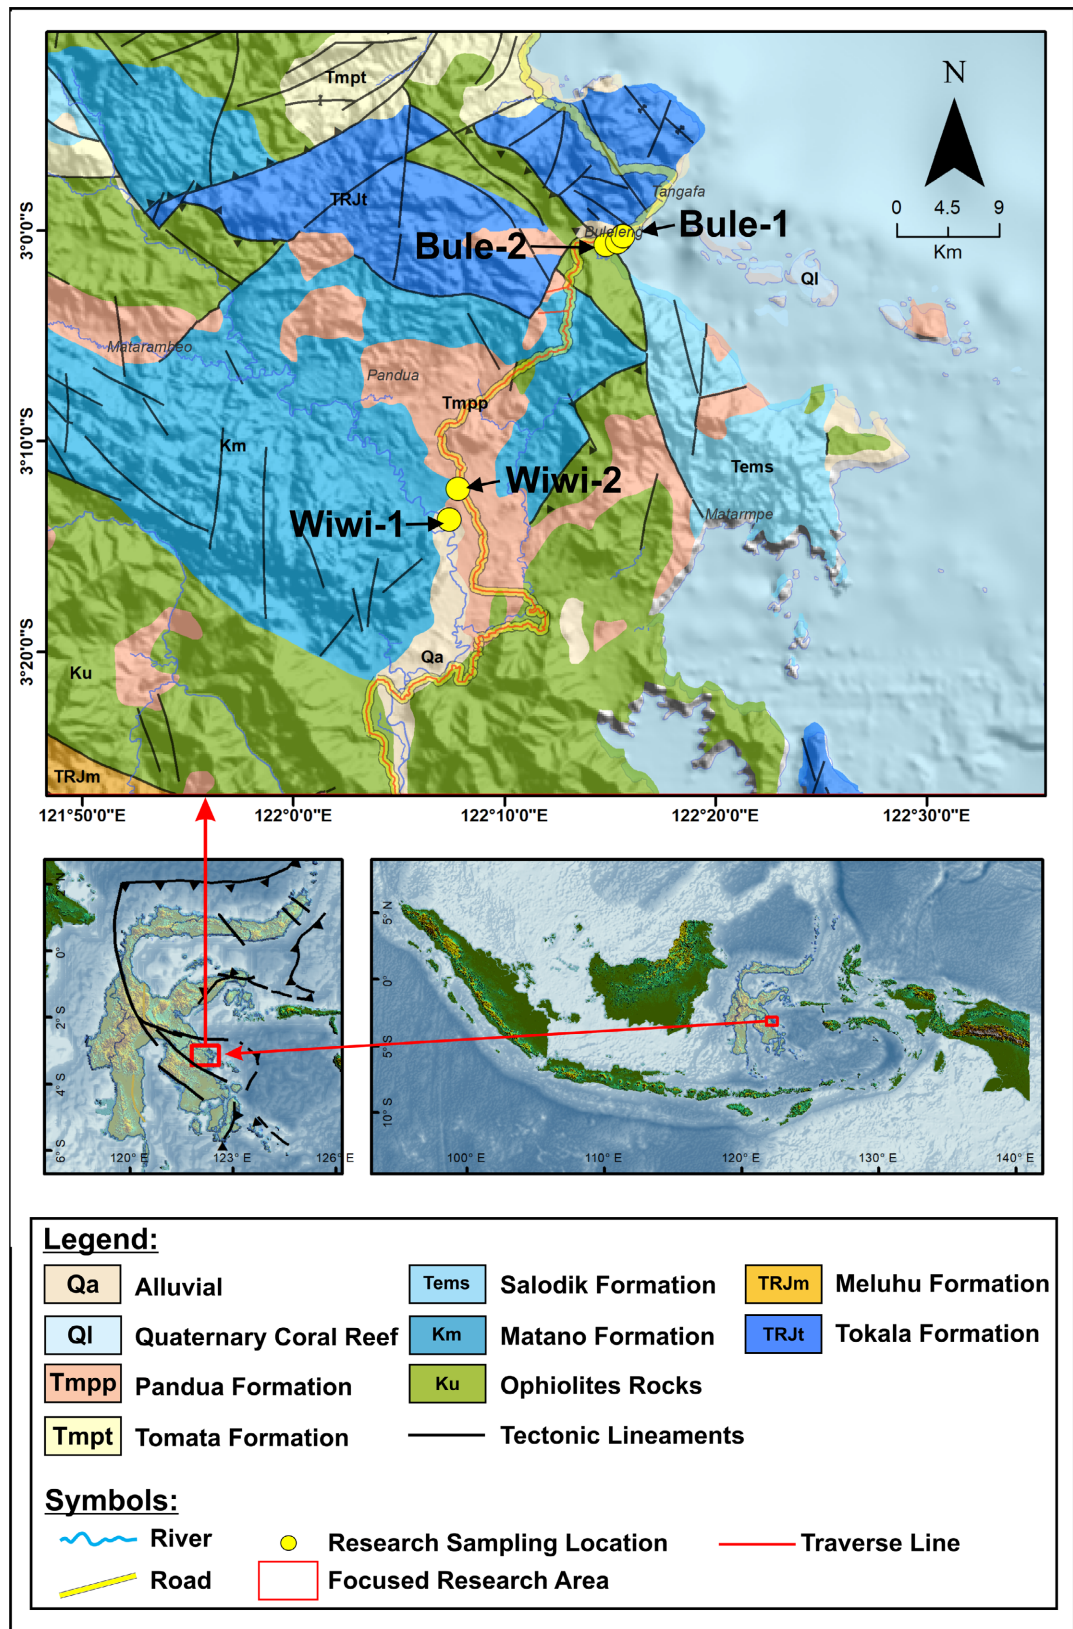 Tmpt
N
TRJt
Tangafa
3°0'0"S
0 4.5 9
Km
Buleleng
Bule-1
Bule-2
Ql
Matarambeo
Pandua
Tmpp
3°10'0"S
Km
Tems
Wiwi-2
Matarmpe
Wiwi-1
3°20'0"S
Qa
Ku
TRJm
121°50'0"E 122°0'0"E 122°10'0"E 122°20'0"E 122°30'0"E
2°N
0°
2°S
4°S
6°S
120°E 123°E 126°E
5° N
0°
5°S
10° S
100° E 110° E 120° E 130° E 140° E
Legend:
Qa Alluvial
Ql Quaternary Coral Reef
Tmpp Pandua Formation
Tmpt Tomata Formation
Tems Salodik Formation
Km Matano Formation
Ku Ophiolites Rocks
Tectonic Lineaments
TRJm Meluhu Formation
TRJt Tokala Formation
Symbols:
River
Road
Research Sampling Location
Focused Research Area
Traverse Line